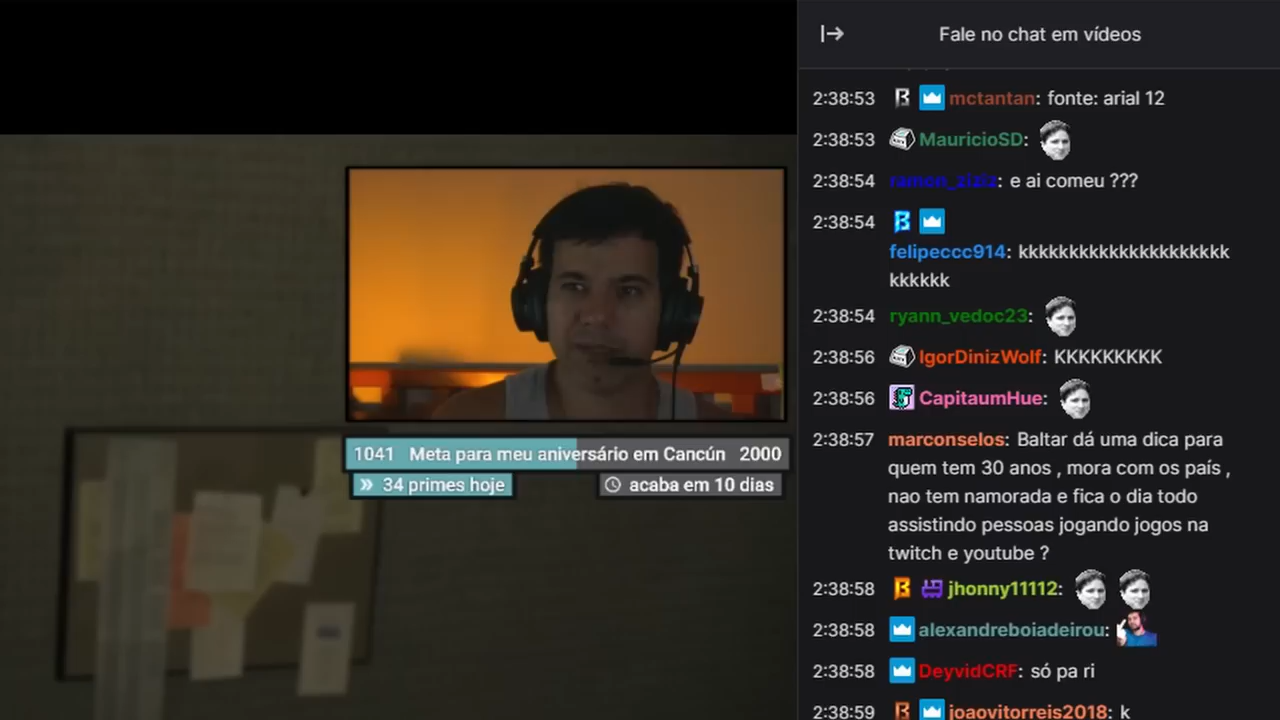 Fale no chat em vídeos
2:38:53 mctantan: fonte: arial 12
2:38:53 MauricioSD:
2:38:54 ramon_ziziz: e ai comeu ???
2:38:54
felipeccc914: kkkkkkkkkkkkkkkkkkkkk
kkkkkk
2:38:54 ryann_vedoc23:
2:38:56 IgorDinizWolf: KKKKKKKKK
2:38:56 CapitaumHue:
2:38:57 marconselos: Baltar dá uma dica para
quem tem 30 anos , mora com os país ,
nao tem namorada e fica o dia todo
assistindo pessoas jogando jogos na
twitch e youtube ?
2:38:58 jhonny11112:
2:38:58 alexandreboiadeirou:
2:38:58 DeyvidCRF: só pa ri
2:38:59 joaovitorreis2018: k
1041 Meta para meu aniversário em Cancún 2000
34 primes hoje
acaba em 10 dias